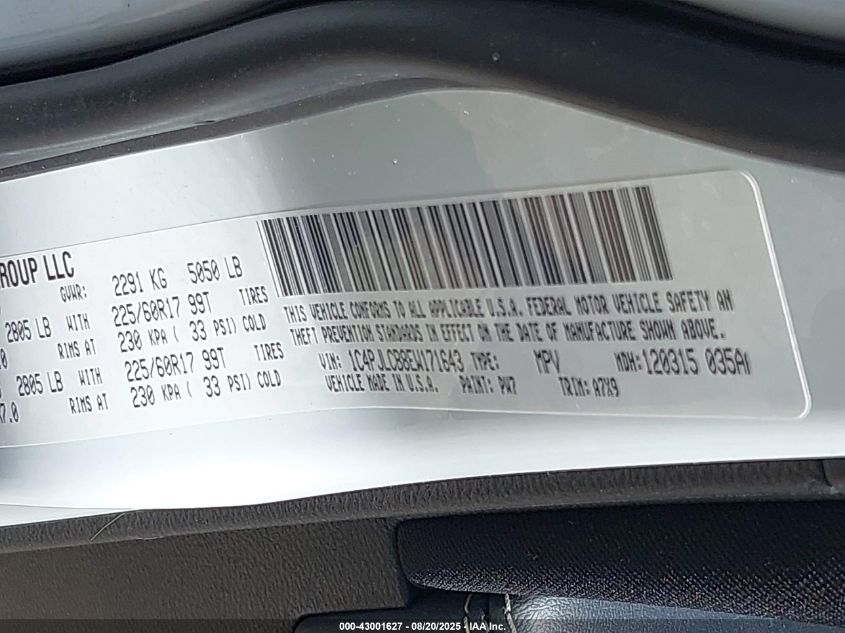 ROUP LLC
GVWR: 2291 KG 5050 LB
2805 LB WITH 225/60R17 99T TIRES
RIMS AT 230 KPA ( 33 PSI) COLD
2805 LB WITH 225/60R17 99T TIRES
7.0 RIMS AT 230 KPA ( 33 PSI) COLD
THIS VEHICLE CONFORMS TO ALL APPLICABLE U.S.A. FEDERAL MOTOR VEHICLE SAFETY AN
THEFT PREVENTION STANDARDS IN EFFECT ON THE DATE OF MANUFACTURE SHOWN ABOVE.
VIN: 1C4PJLCS8EW171643 TYPE: MPV MDH: 120315 035A
VEHICLE MADE IN U.S.A. PAINT: PW7 TRIM: A7X9
000-43001627 - 08/20/2025 - IAA Inc.